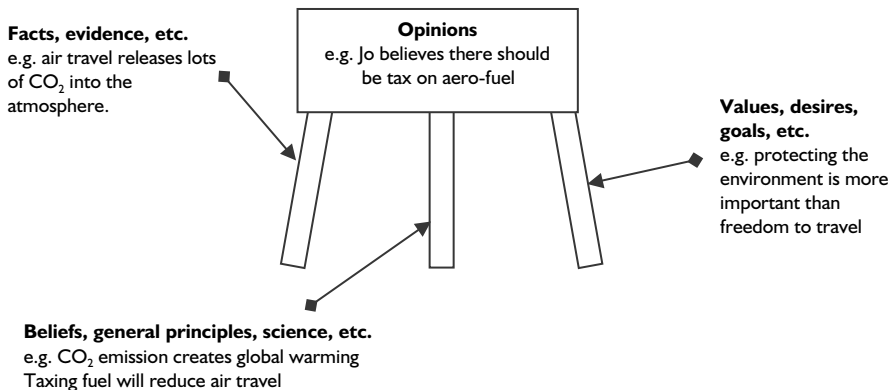 Facts, evidence, etc.
e.g. air travel releases lots
of CO₂ into the
atmosphere.
Opinions
e.g. Jo believes there should
be tax on aero-fuel
Values, desires,
goals, etc.
e.g. protecting the
environment is more
important than
freedom to travel
Beliefs, general principles, science, etc.
e.g. CO₂ emission creates global warming
Taxing fuel will reduce air travel